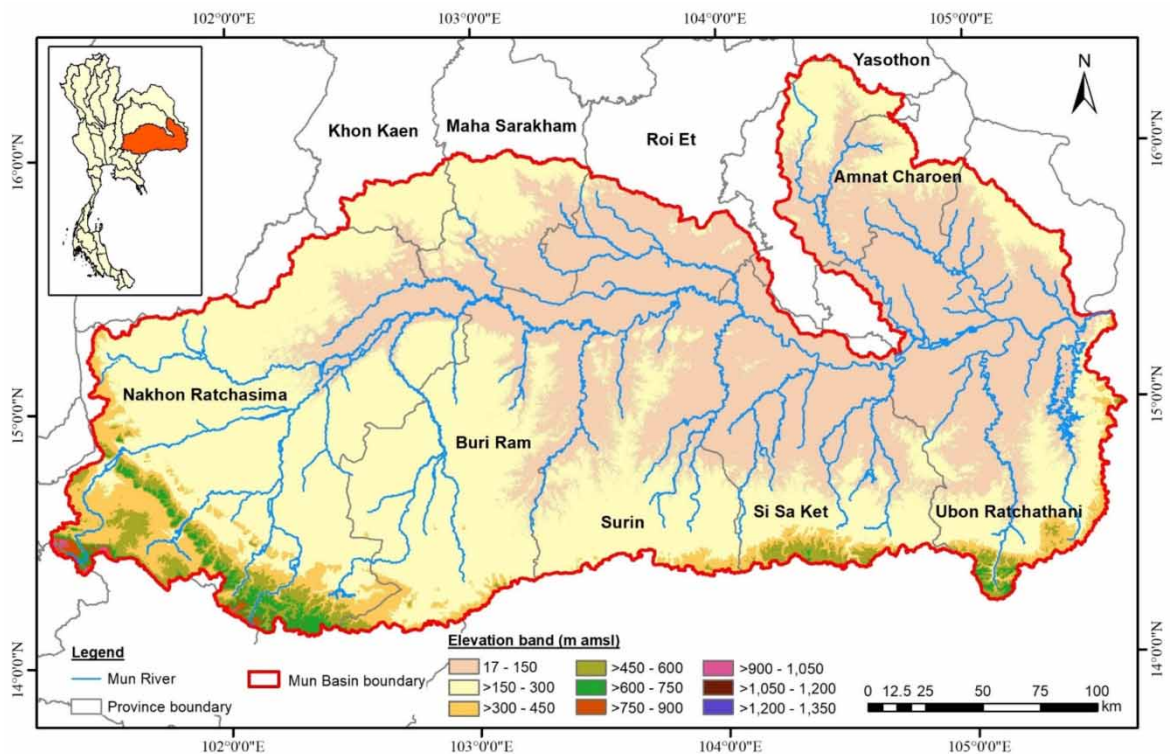 102°0'0"E 103°0'0"E 104°0'0"E 105°0'0"E
N
Yasothon
Khon Kaen
Maha Sarakham
Roi Et
16°0'0"N
16°0'0"N
Amnat Charoen
Nakhon Ratchasima
15°0'0"N
15°0'0"N
Buri Ram
Surin
Si Sa Ket
Ubon Ratchathani
14°0'0"N
14°0'0"N
Legend
Mun River
Mun Basin boundary
Province boundary
Elevation band (m amsl)
17 - 150
>150 - 300
>300 - 450
>450 - 600
>600 - 750
>750 - 900
>900 - 1,050
>1,050 - 1,200
>1,200 - 1,350
0 12.5 25 50 75 100
km
102°0'0"E 103°0'0"E 104°0'0"E 105°0'0"E